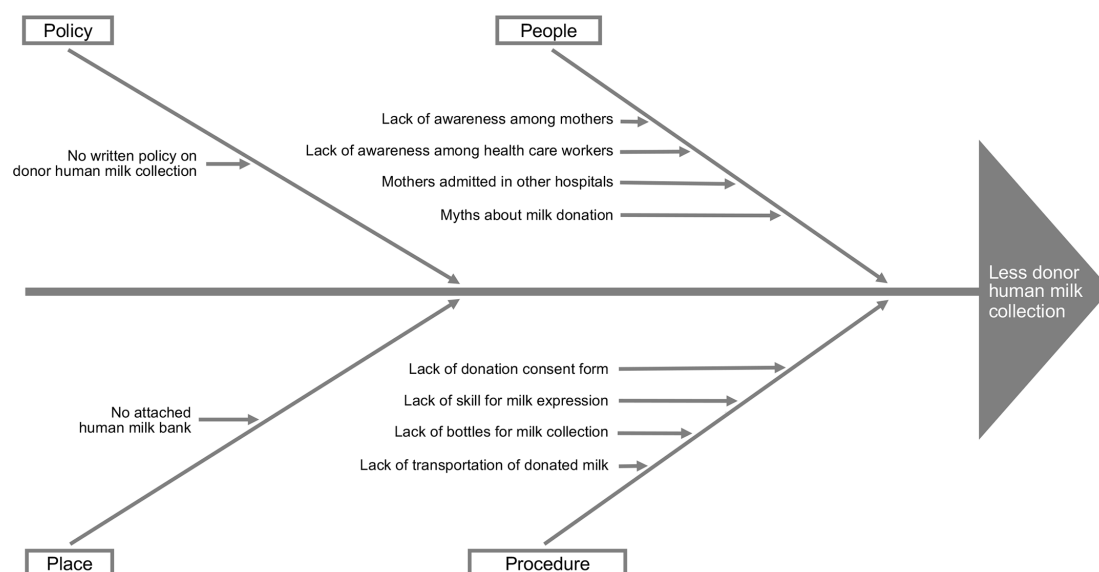 Policy
People
Lack of awareness among mothers
No written policy on
donor human milk collection
Lack of awareness among health care workers
Mothers admitted in other hospitals
Myths about milk donation
Less donor
human milk
collection
Lack of donation consent form
No attached
human milk bank
Lack of skill for milk expression
Lack of bottles for milk collection
Lack of transportation of donated milk
Place
Procedure